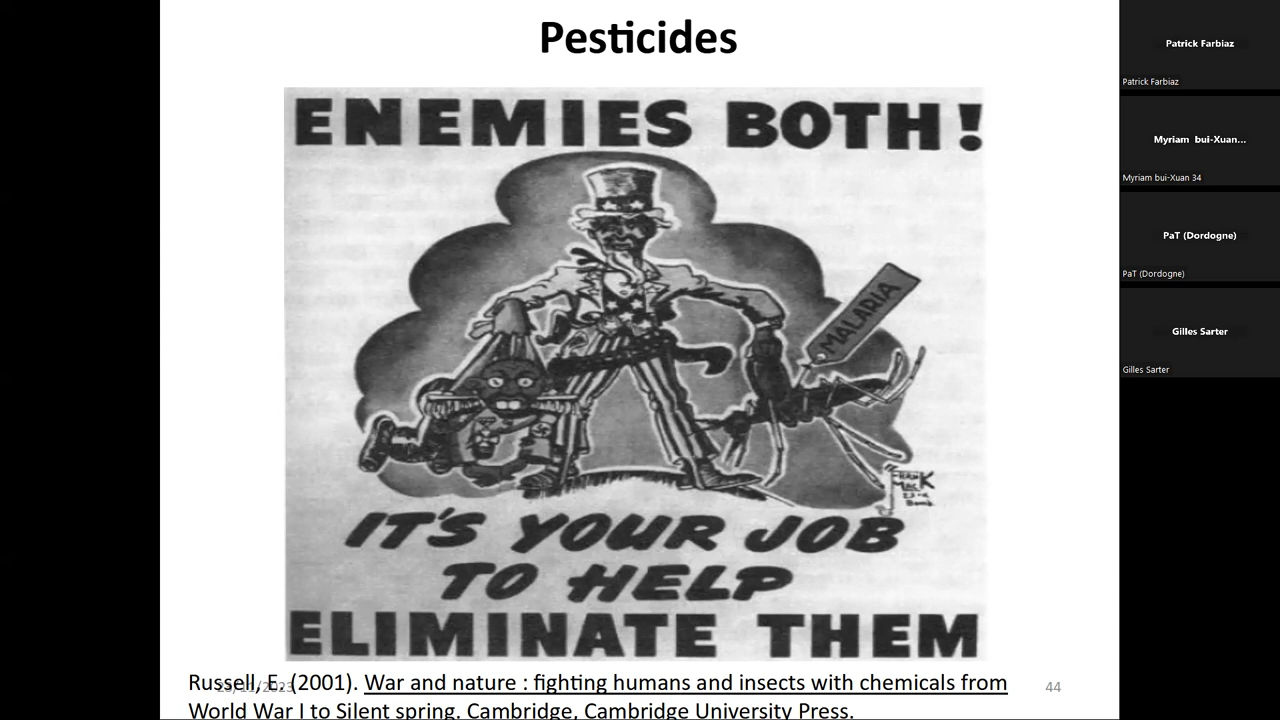 Pesticides
ENEMIES BOTH!
MALARIA
IT'S YOUR JOB
TO HELP
ELIMINATE THEM
Russell, E. (2001). War and nature : fighting humans and insects with chemicals from
World War I to Silent spring. Cambridge, Cambridge University Press.
44
Patrick Farbiaz
Patrick Farbiaz
Myriam bui-Xuan...
Myriam bui-Xuan 34
PaT (Dordogne)
PaT (Dordogne)
Gilles Sarter
Gilles Sarter